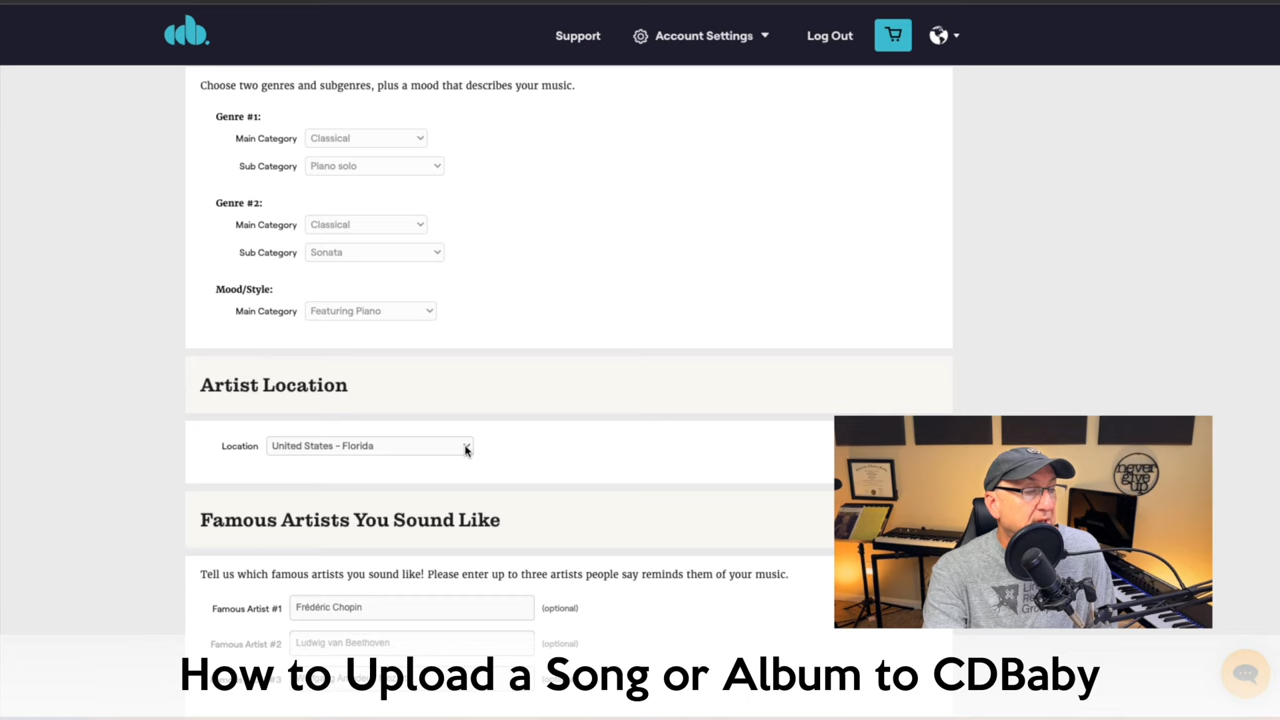 cdb.
Support
Account Settings
Log Out
Choose two genres and subgenres, plus a mood that describes your music.
Genre #1:
Main Category Classical
Sub Category Piano solo
Genre #2:
Main Category Classical
Sub Category Sonata
Mood/Style:
Main Category Featuring Piano
Artist Location
Location United States - Florida
Famous Artists You Sound Like
Tell us which famous artists you sound like! Please enter up to three artists people say reminds them of your music.
Famous Artist #1 Frédéric Chopin (optional)
Famous Artist #2 Ludwig van Beethoven (optional)
never give up
How to Upload a Song or Album to CDBaby